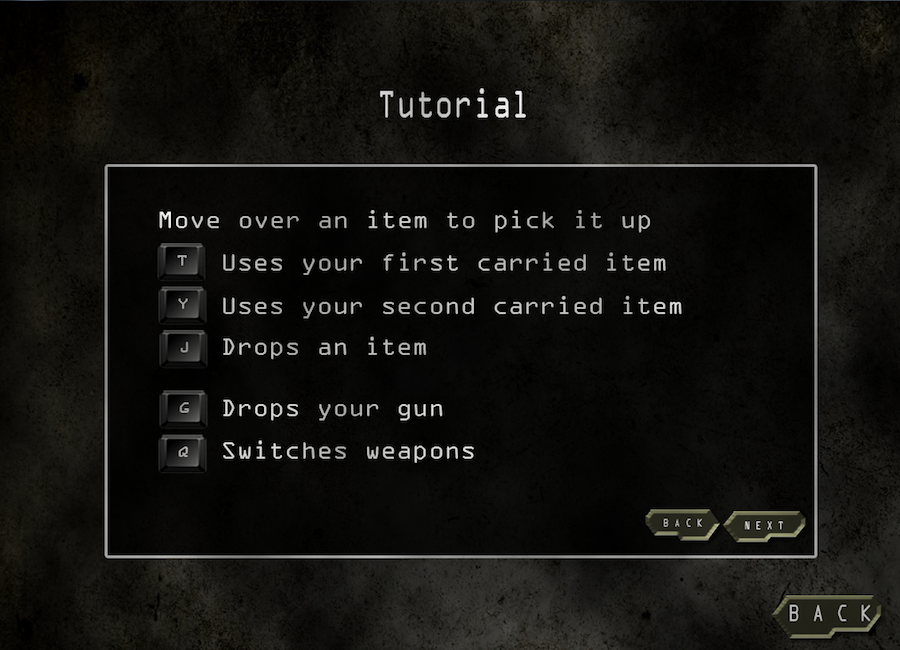 Tutorial
Move over an item to pick it up
T Uses your first carried item
Y Uses your second carried item
J Drops an item
G Drops your gun
Q Switches weapons
BACK NEXT
BACK